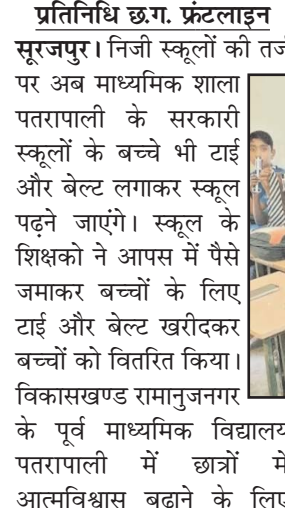 प्रतिनिधि छ.ग. फ्रंटलाइन
सूरजपुर। निजी स्कूलों की तर्ज
पर अब माध्यमिक शाला
पतरापाली के सरकारी
स्कूलों के बच्चे भी टाई
और बेल्ट लगाकर स्कूल
पढ़ने जाएंगे। स्कूल के
शिक्षको ने आपस में पैसे
जमाकर बच्चों के लिए
टाई और बेल्ट खरीदकर
बच्चों को वितरित किया।
विकासखण्ड रामानुजनगर
के पूर्व माध्यमिक विद्यालय
पतरापाली में छात्रों में
आत्मविश्वास बढ़ाने के लिए